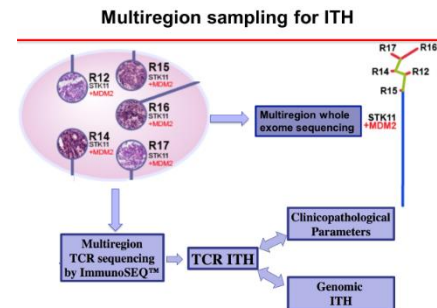 Multiregion sampling for ITH
R12
STK11
+MDM2
R15
STK11
+MDM2
R16
STK11
+MDM2
R14
STK11
+MDM2
R17
STK11
+MDM2
Multiregion whole
exome sequencing
R17
R16
R14
R12
R15
STK11
+MDM2
Multiregion
TCR sequencing
by ImmunoSEQ™
TCR ITH
Clinicopathological
Parameters
Genomic
ITH